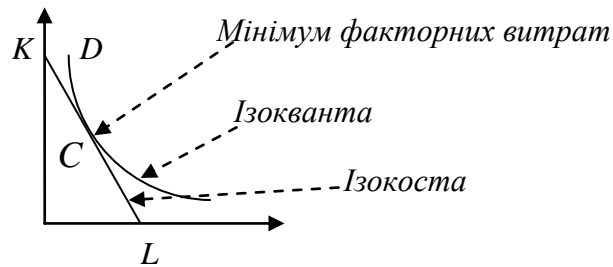 Мінімум факторних витрат
K D
Ізокванта
C
Ізокоста
L